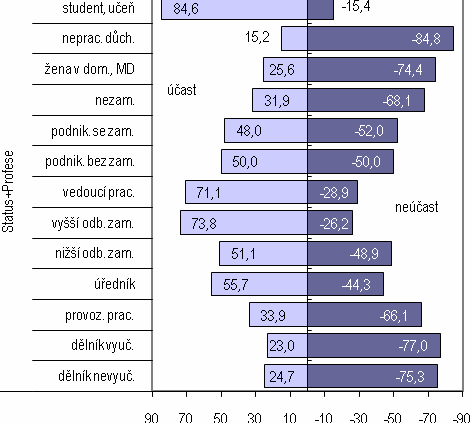 student, učeň 84,6 -15,4
neprac. důch. 15,2 -84,8
žena v dom., MD 25,6 -74,4
účast
nezam. 31,9 -68,1
podnik. se zam. 48,0 -52,0
podnik. bez zam. 50,0 -50,0
vedoucí prac. 71,1 -28,9
neúčast
vyšší odb. zam. 73,8 -26,2
nižší odb. zam. 51,1 -48,9
úředník 55,7 -44,3
provoz. prac. 33,9 -66,1
dělník vyuč. 23,0 -77,0
dělník nevyuč. 24,7 -75,3
Status+Profese
90 70 50 30 10 -10 -30 -50 -70 -90